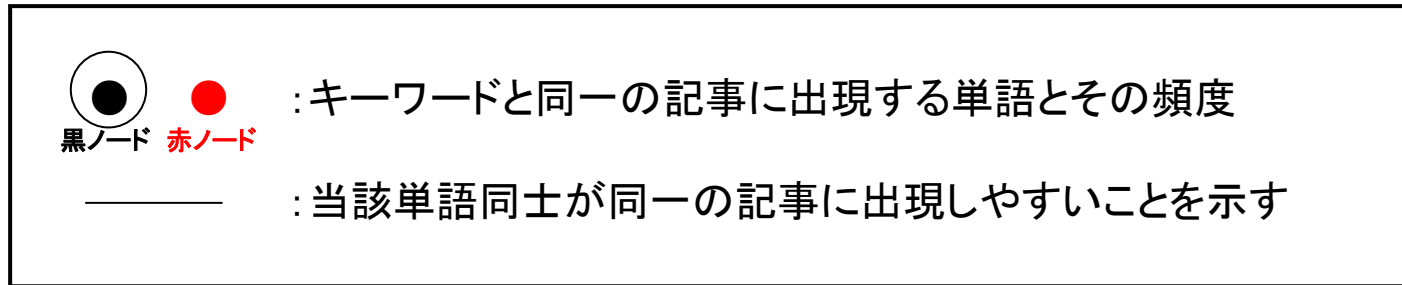 :キーワードと同一の記事に出現する単語とその頻度
黒ノード 赤ノード
:当該単語同士が同一の記事に出現しやすいことを示す